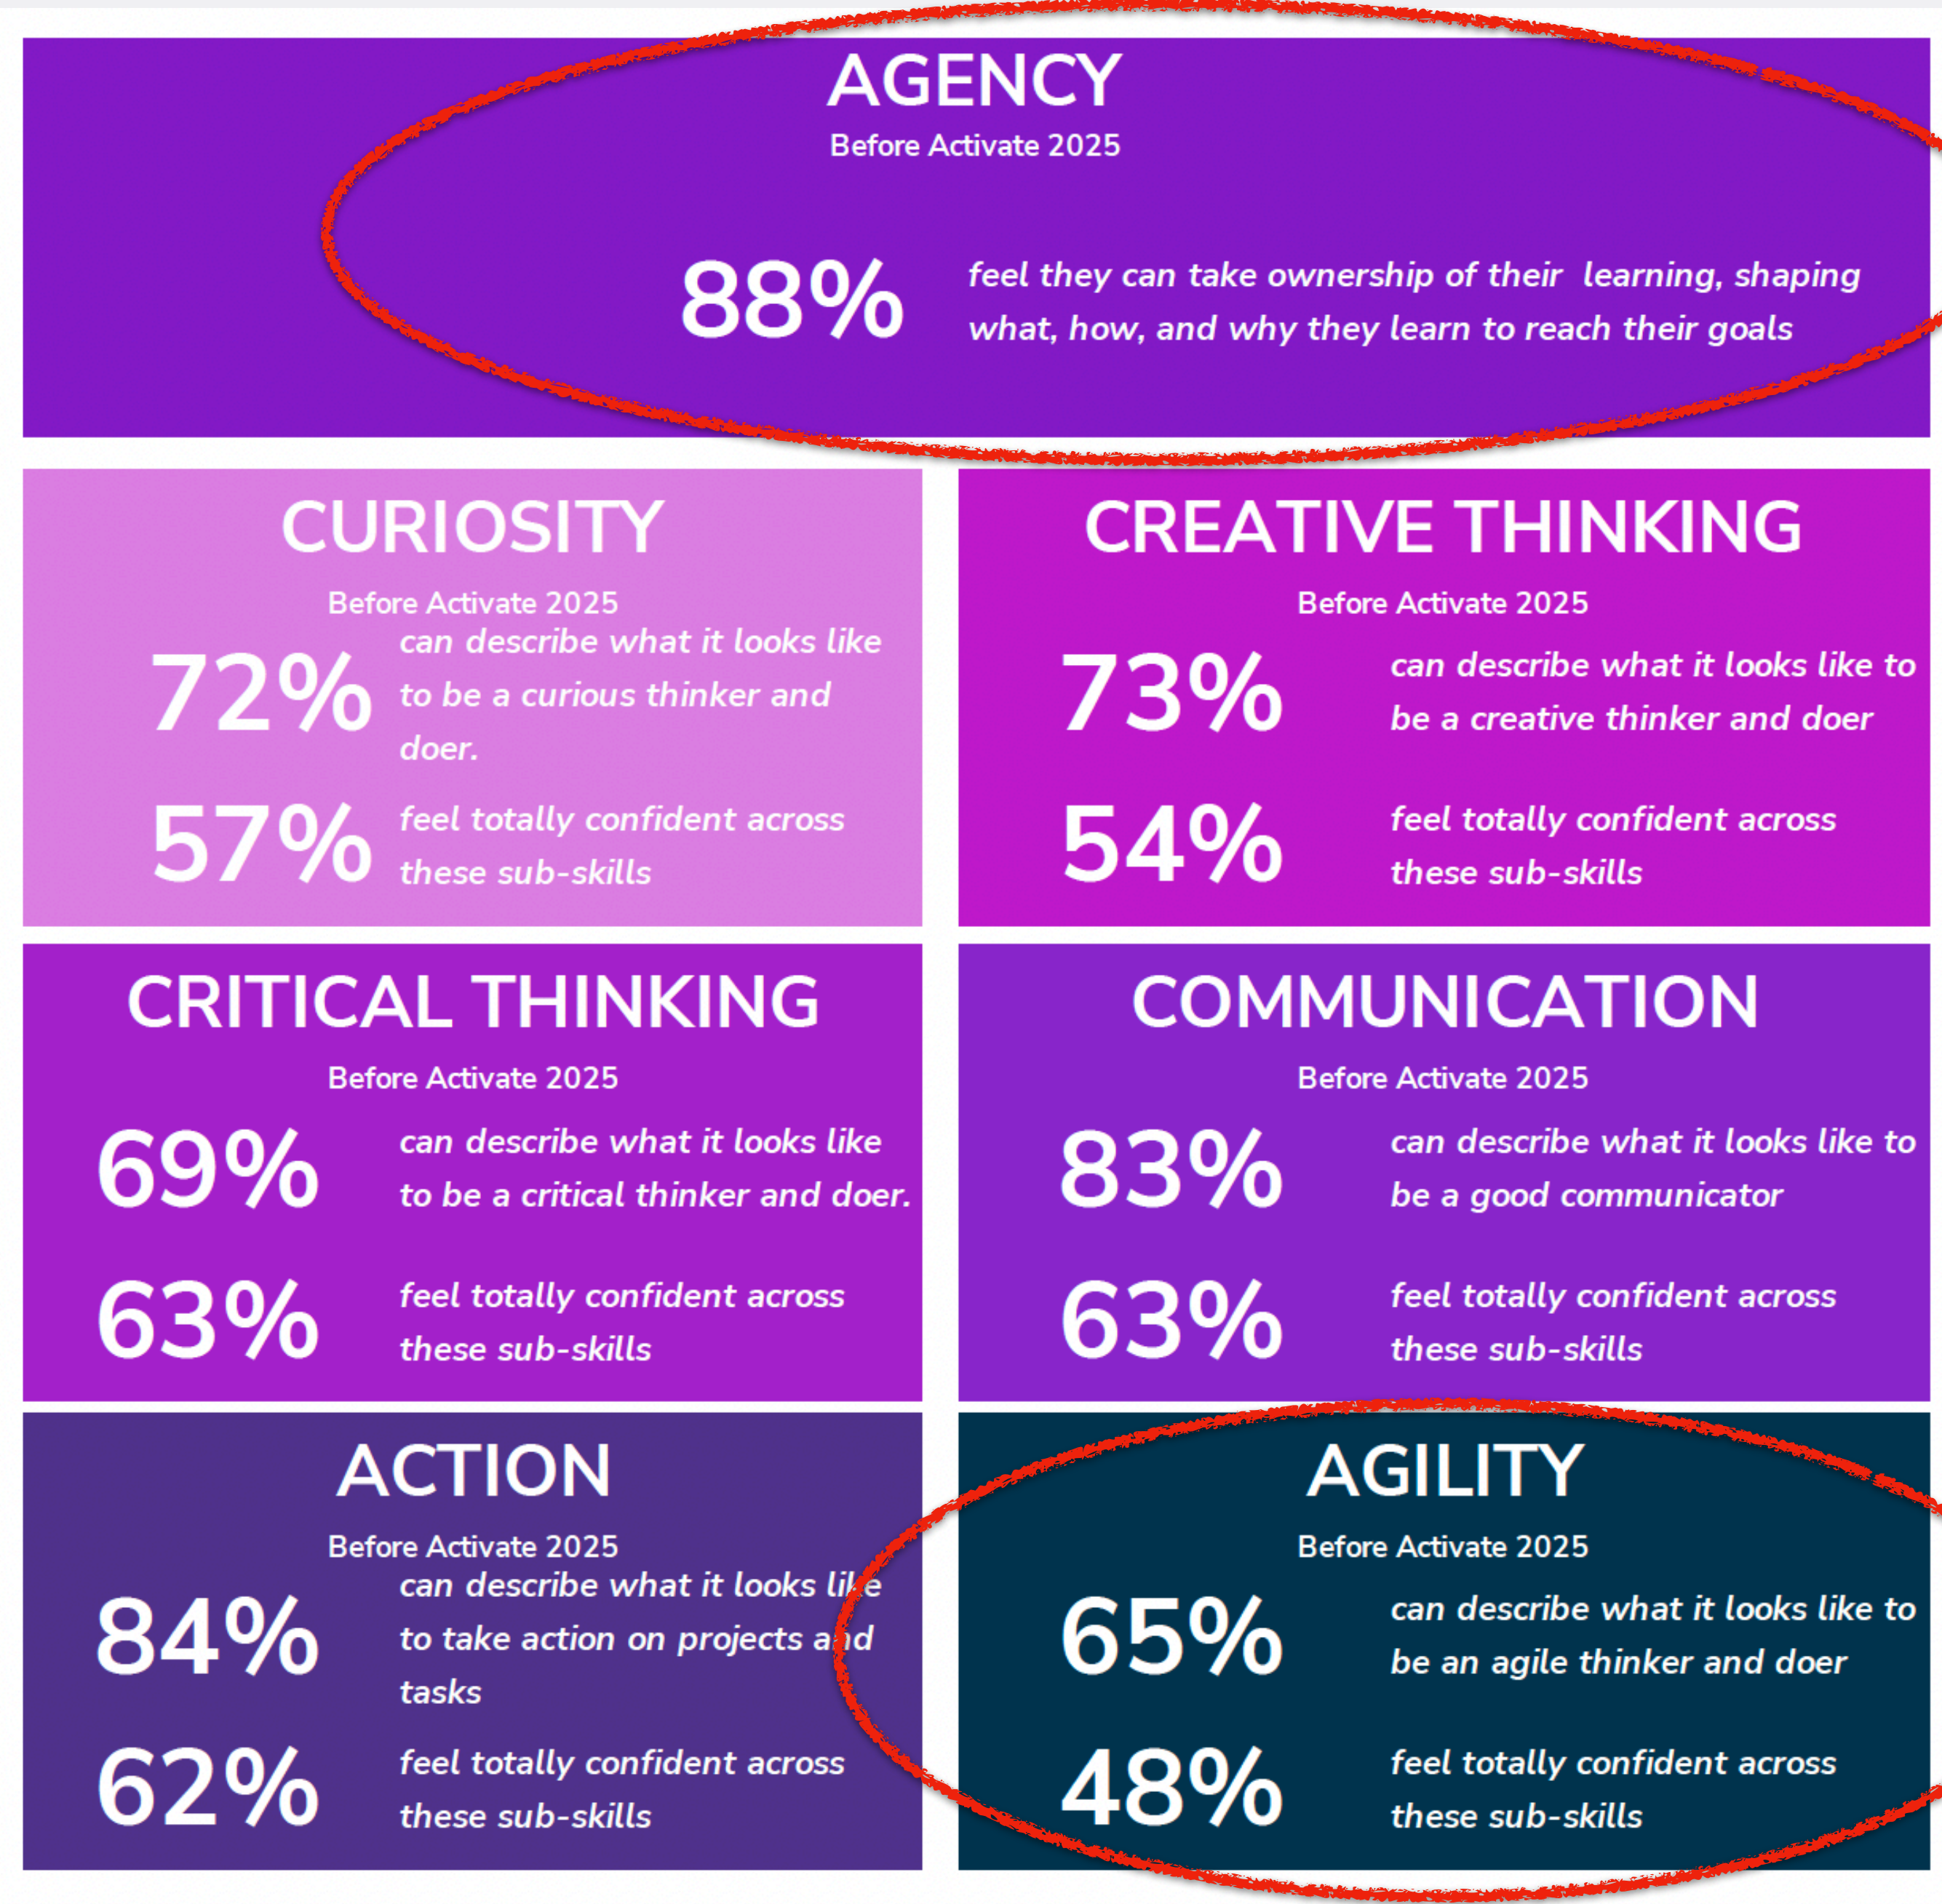 AGENCY
Before Activate 2025
88%
feel they can take ownership of their learning, shaping
what, how, and why they learn to reach their goals
CURIOSITY
Before Activate 2025
72%
can describe what it looks like
to be a curious thinker and
doer.
57%
feel totally confident across
these sub-skills
CREATIVE THINKING
Before Activate 2025
73%
can describe what it looks like to
be a creative thinker and doer
54%
feel totally confident across
these sub-skills
CRITICAL THINKING
Before Activate 2025
69%
can describe what it looks like
to be a critical thinker and doer.
63%
feel totally confident across
these sub-skills
COMMUNICATION
Before Activate 2025
83%
can describe what it looks like to
be a good communicator
63%
feel totally confident across
these sub-skills
ACTION
Before Activate 2025
84%
can describe what it looks like
to take action on projects and
tasks
62%
feel totally confident across
these sub-skills
AGILITY
Before Activate 2025
65%
can describe what it looks like to
be an agile thinker and doer
48%
feel totally confident across
these sub-skills